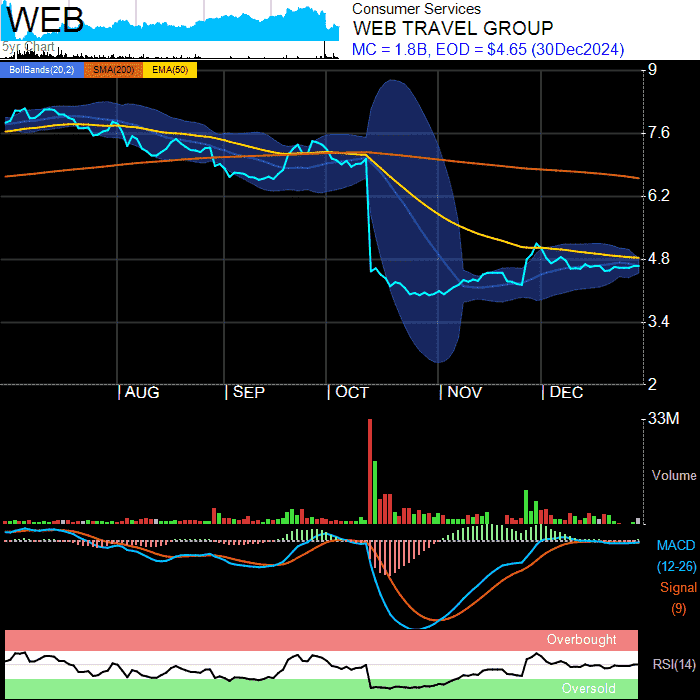 WEB
5yr Chart
Consumer Services
WEB TRAVEL GROUP
MC = 1.8B, EOD = $4.65 (30Dec2024)
BollBands(20,2) SMA(200) EMA(50)
9
7.6
6.2
4.8
3.4
2
AUG SEP OCT NOV DEC
33M
Volume
MACD
(12-26)
Signal
(9)
Overbought
RSI(14)
Oversold